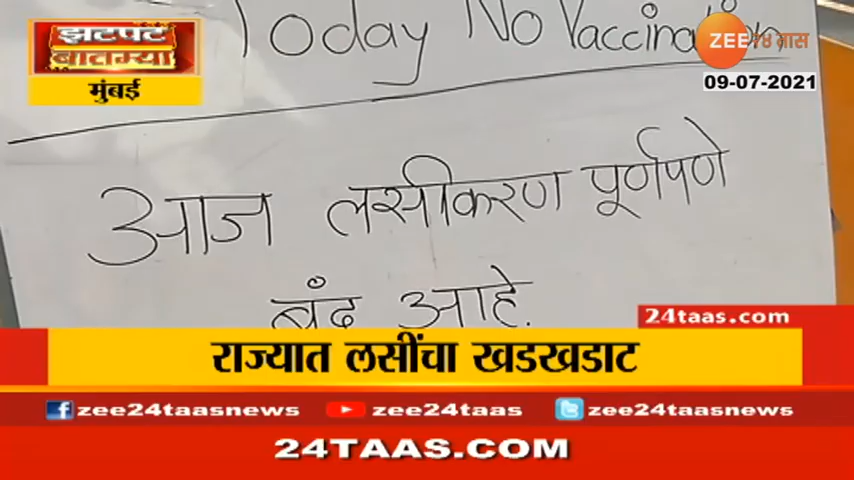 झटपट
बातम्या
मुंबई
Today No Vaccination
ZEE २४ तास
09-07-2021
आज लसीकरण पूर्णपणे
बंद आहे.
24taas.com
राज्यात लसींचा खडखडाट
zee24taasnews zee24taas zee24taasnews
24TAAS.COM